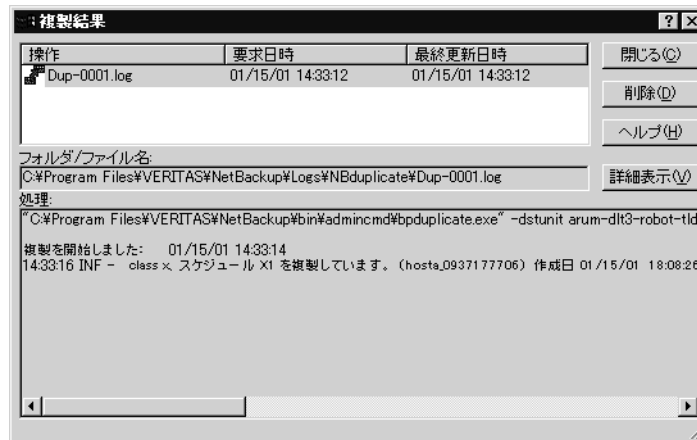 複製結果
操作 要求日時 最終更新日時
Dup-0001.log 01/15/01 14:33:12 01/15/01 14:33:12
閉じる(C)
削除(D)
ヘルプ(H)
フォルダ/ファイル名:
C:¥Program Files¥VERITAS¥NetBackup¥Logs¥NBduplicate¥Dup-0001.log
詳細表示(V)
処理:
"C:¥Program Files¥VERITAS¥NetBackup¥bin¥admincmd¥bpduplicate.exe" -dstunit arum-dlt3-robot-tld
複製を開始しました: 01/15/01 14:33:14
14:33:16 INF - class x, スケジュール X1 を複製しています。(hosta_0937177706) 作成日 01/15/01 18:08:26